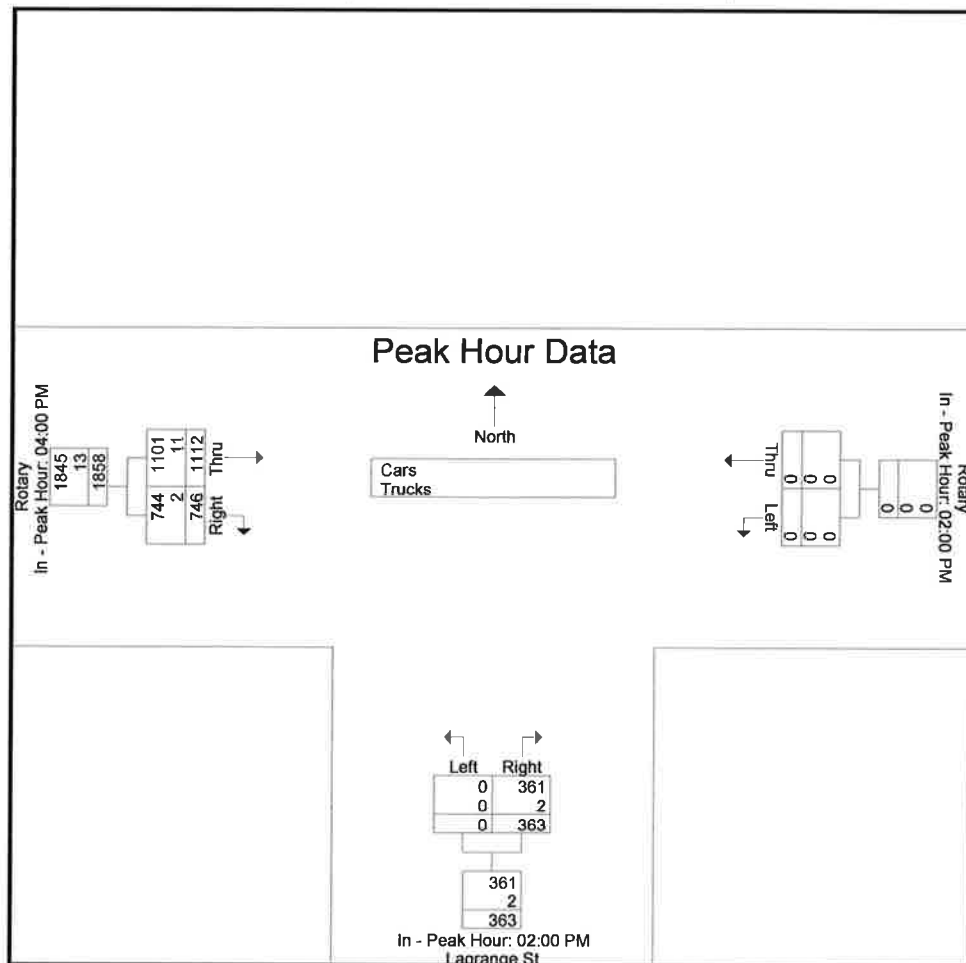 Peak Hour Data
North
Cars
Trucks
Rotary
In - Peak Hour: 04:00 PM
1845
13
1858
1101
11
1112
Thru
744
2
746
Right
Rotary
In - Peak Hour: 02:00 PM
0
0
0
Thru
0
0
0
Left
0
0
0
Left Right
0 361
0 2
0 363
361
2
363
In - Peak Hour: 02:00 PM
Lagrange St